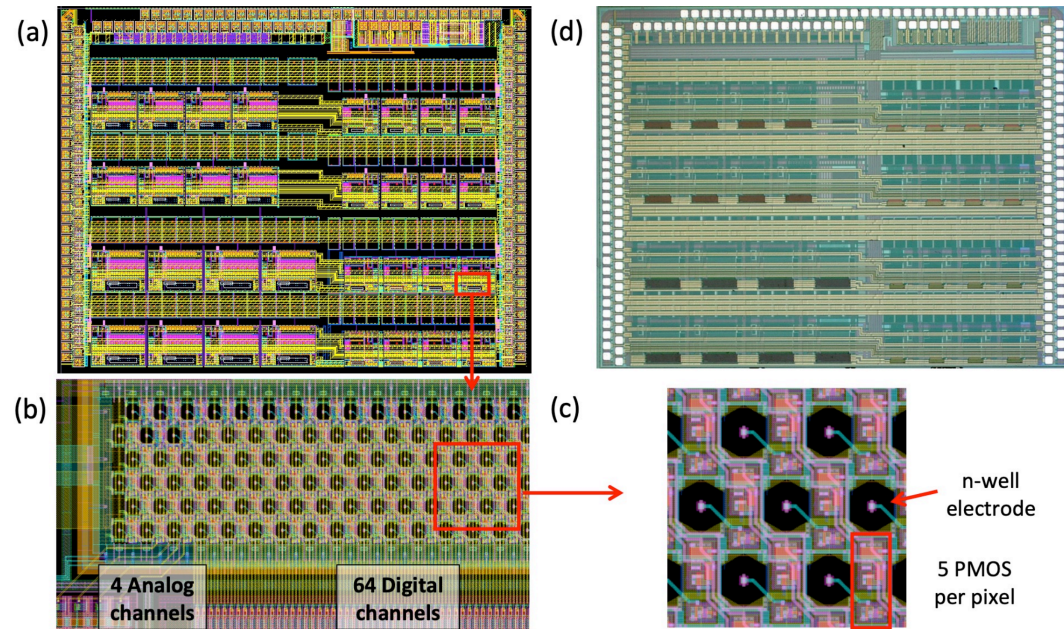 (a)
(d)
(b)
(c)
n-well
electrode
4 Analog
channels
64 Digital
channels
5 PMOS
per pixel